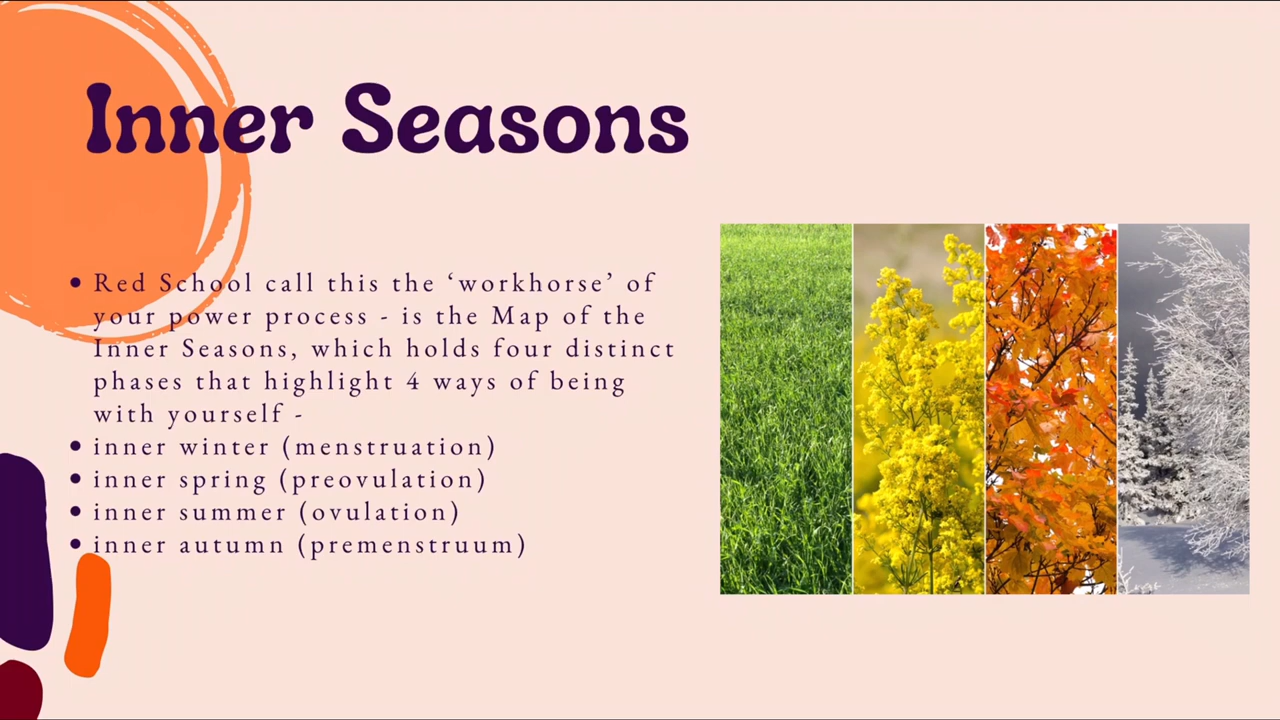 Inner Seasons
• Red School call this the ‘workhorse’ of
your power process - is the Map of the
Inner Seasons, which holds four distinct
phases that highlight 4 ways of being
with yourself -
• inner winter (menstruation)
• inner spring (preovulation)
• inner summer (ovulation)
• inner autumn (premenstruum)